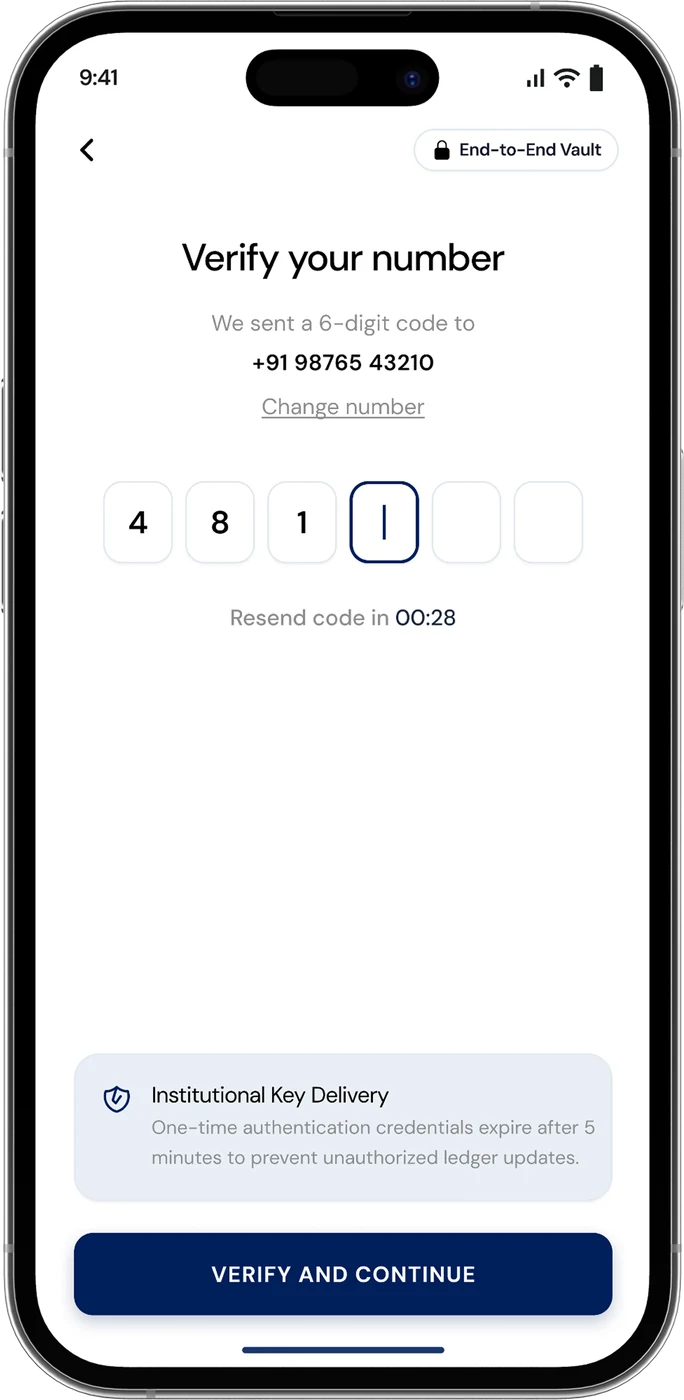 9:41
End-to-End Vault
Verify your number
We sent a 6-digit code to
+91 98765 43210
Change number
4 8 1
Resend code in 00:28
Institutional Key Delivery
One-time authentication credentials expire after 5
minutes to prevent unauthorized ledger updates.
VERIFY AND CONTINUE